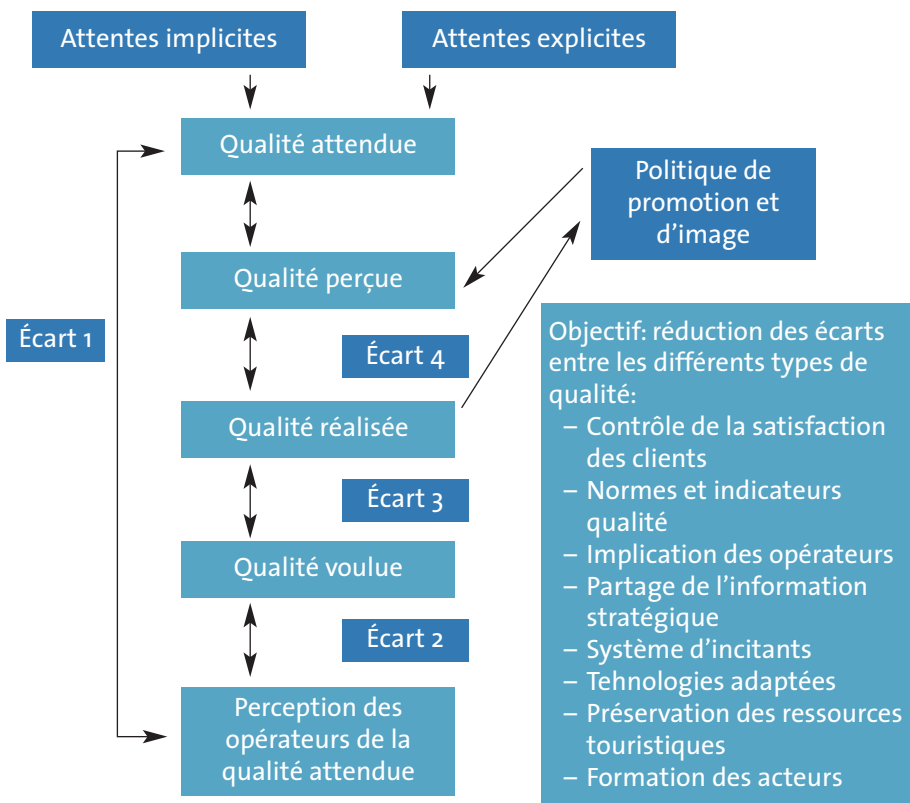 Attentes implicites
Attentes explicites
Qualité attendue
Politique de
promotion et
d'image
Qualité perçue
Écart 1
Écart 4
Qualité réalisée
Écart 3
Qualité voulue
Écart 2
Perception des
opérateurs de la
qualité attendue
Objectif: réduction des écarts
entre les différents types de
qualité:
– Contrôle de la satisfaction
des clients
– Normes et indicateurs
qualité
– Implication des opérateurs
– Partage de l'information
stratégique
– Système d'incitants
– Tehnologies adaptées
– Préservation des ressources
touristiques
– Formation des acteurs